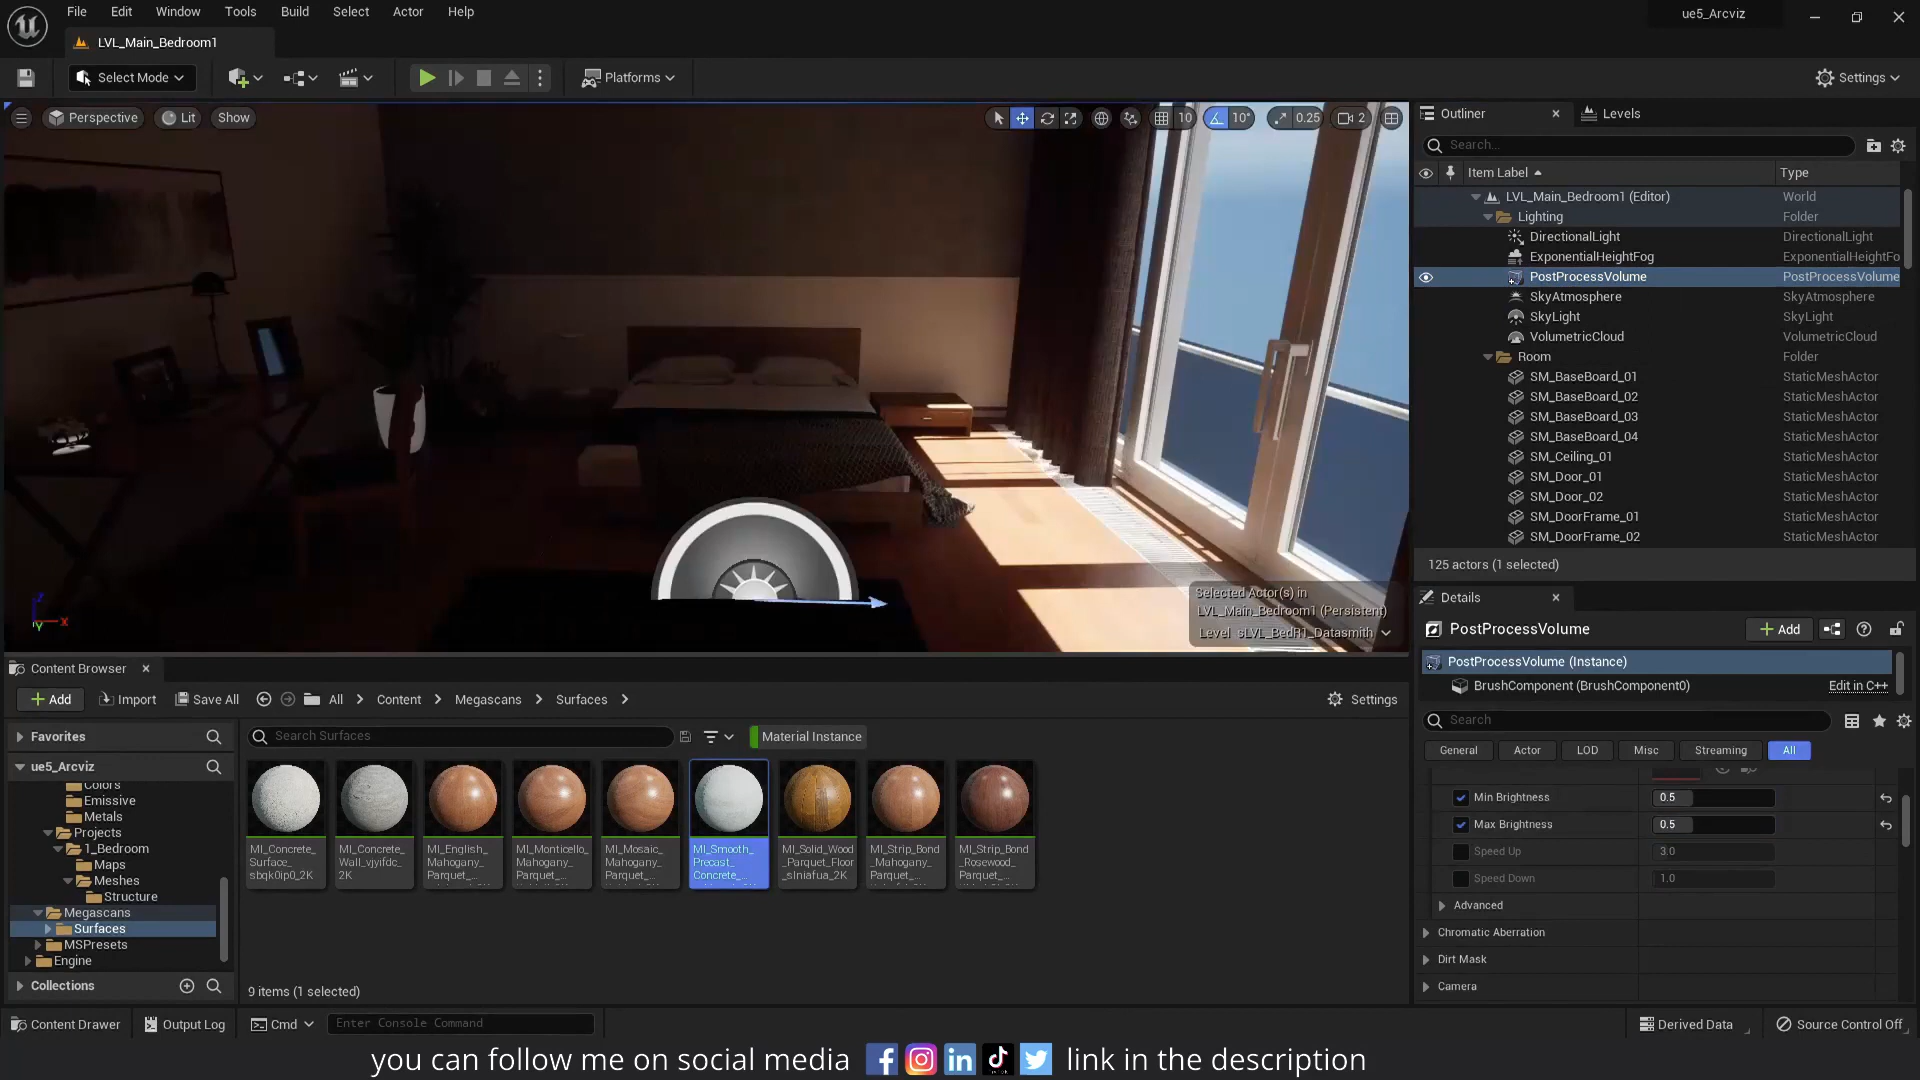 File Edit Window Tools Build Select Actor Help
ue5_Arcviz
LVL_Main_Bedroom1
Select Mode
Platforms
Settings
Perspective Lit Show
10 10° 0.25 2
Selected Actor(s) in
LVL_Main_Bedroom1 (Persistent)
Level sLVL_BedR1_Datasmith
Outliner
Levels
Search...
Item Label Type
LVL_Main_Bedroom1 (Editor) World
Lighting Folder
DirectionalLight DirectionalLight
ExponentialHeightFog ExponentialHeightFo
PostProcessVolume PostProcessVolume
SkyAtmosphere SkyAtmosphere
SkyLight SkyLight
VolumetricCloud VolumetricCloud
Room Folder
SM_BaseBoard_01 StaticMeshActor
SM_BaseBoard_02 StaticMeshActor
SM_BaseBoard_03 StaticMeshActor
SM_BaseBoard_04 StaticMeshActor
SM_Ceiling_01 StaticMeshActor
SM_Door_01 StaticMeshActor
SM_Door_02 StaticMeshActor
SM_DoorFrame_01 StaticMeshActor
SM_DoorFrame_02 StaticMeshActor
125 actors (1 selected)
Details
PostProcessVolume
Add
PostProcessVolume (Instance)
BrushComponent (BrushComponent0) Edit in C++
Search
General Actor LOD Misc Streaming All
Min Brightness 0.5
Max Brightness 0.5
Speed Up 3.0
Speed Down 1.0
Advanced
Chromatic Aberration
Dirt Mask
Camera
Content Browser
Add Import Save All All Content Megascans Surfaces
Settings
Favorites
ue5_Arcviz
Colors
Emissive
Metals
Projects
1_Bedroom
Maps
Meshes
Structure
Megascans
Surfaces
MSPresets
Engine
Collections
Search Surfaces
Material Instance
MI_Concrete_
Surface_
sbqk0ip0_2K
MI_Concrete_
Wall_vjyifdc_
2K
MI_English_
Mahogany_
Parquet_
MI_Monticello_
Mahogany_
Parquet_
MI_Mosaic_
Mahogany_
Parquet_
MI_Smooth_
Precast_
Concrete_
MI_Solid_Wood
_Parquet_Floor
_slniafua_2K
MI_Strip_Bond
_Mahogany_
Parquet_
MI_Strip_Bond
_Rosewood_
Parquet_
9 items (1 selected)
Content Drawer Output Log Cmd Enter Console Command
Derived Data Source Control Off
you can follow me on social media link in the description